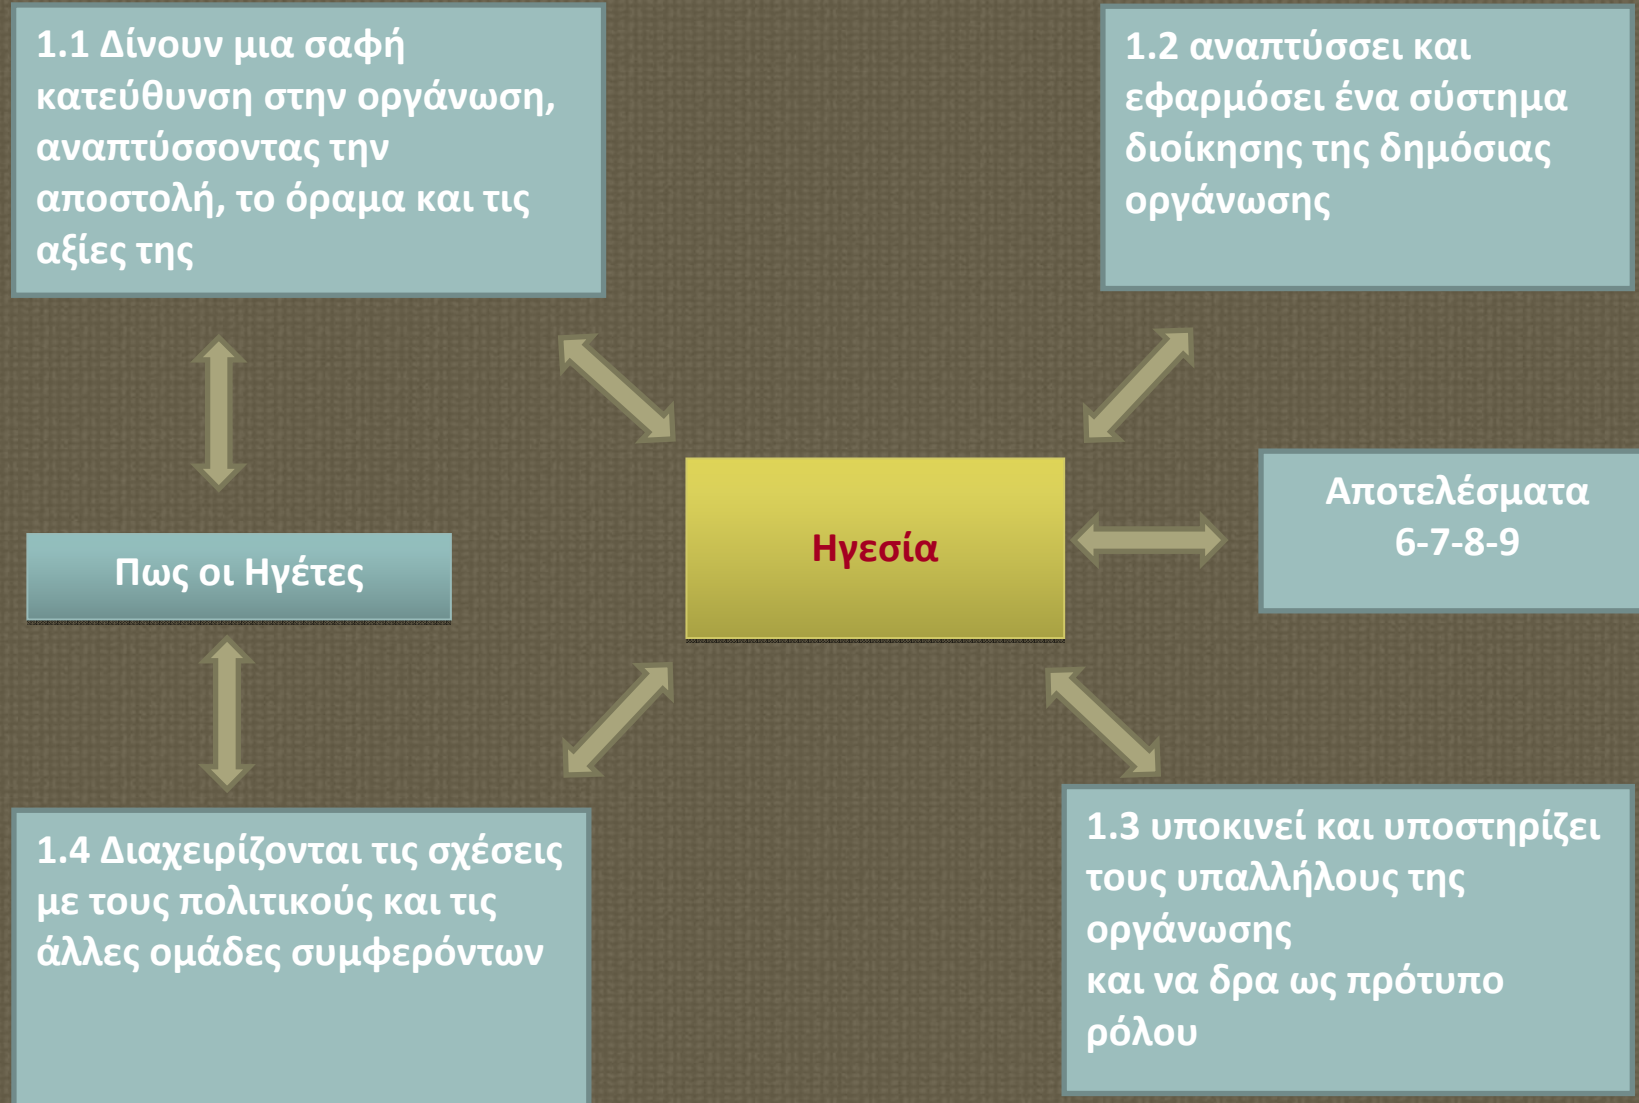 1.1 Δίνουν μια σαφή
κατεύθυνση στην οργάνωση,
αναπτύσσοντας την
αποστολή, το όραμα και τις
αξίες της
1.2 αναπτύσσει και
εφαρμόσει ένα σύστημα
διοίκησης της δημόσιας
οργάνωσης
Πως οι Ηγέτες
Ηγεσία
Αποτελέσματα
6-7-8-9
1.4 Διαχειρίζονται τις σχέσεις
με τους πολιτικούς και τις
άλλες ομάδες συμφερόντων
1.3 υποκινεί και υποστηρίζει
τους υπαλλήλους της
οργάνωσης
και να δρα ως πρότυπο
ρόλου